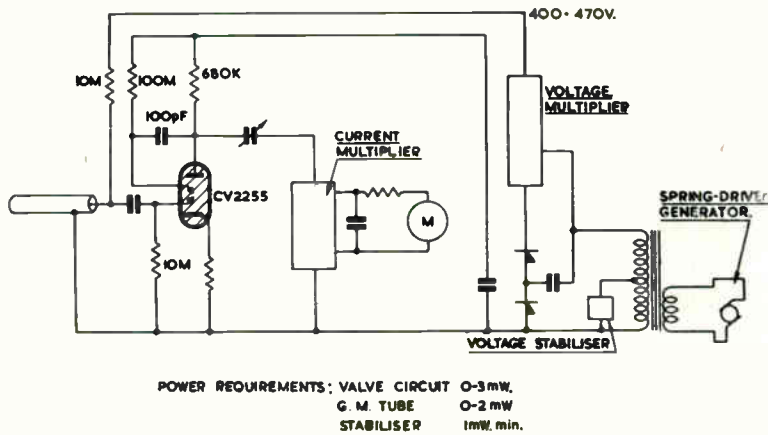 400-470V.
10M
100M
680K
100pF
VOLTAGE
MULTIPLIER
CURRENT
MULTIPLIER
CV2255
M
SPRING-DRIVEN
GENERATOR.
10M
VOLTAGE STABILISER
POWER REQUIREMENTS; VALVE CIRCUIT 0-3mW.
G. M. TUBE 0-2mW
STABILISER 1mW. min.